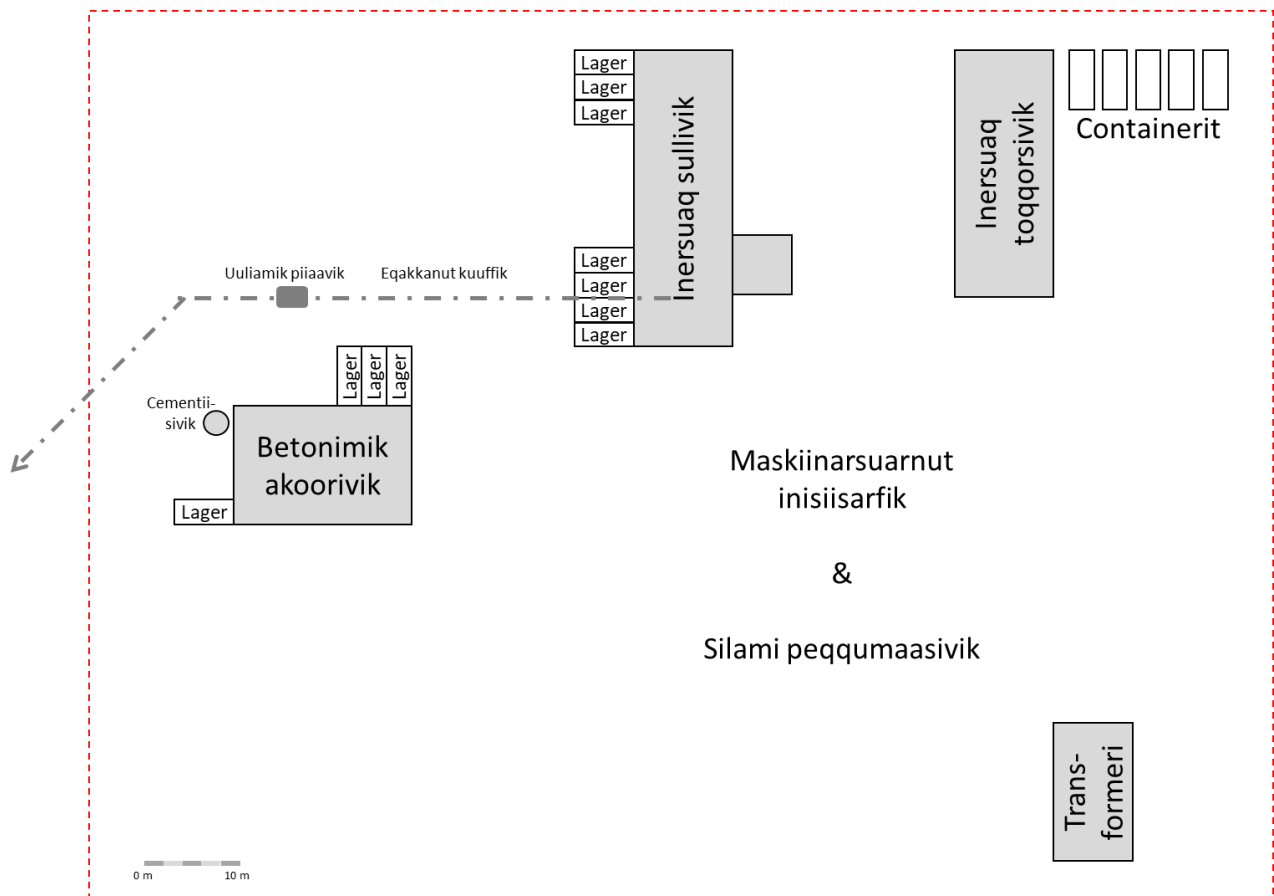 Lager
Lager
Lager
Inersuaq sullivik
Inersuaq
toqqorsivik
Containerit
Uuliamik piiaavik
Eqakkanut kuuffik
Lager
Lager
Lager
Lager
Lager
Lager
Lager
Cementii-
sivik
Betonimik
akoorivik
Lager
Maskiinarsuarnut
inisiisarfik
&
Silami peqqumaasivik
Trans-
formeri
0 m
10 m